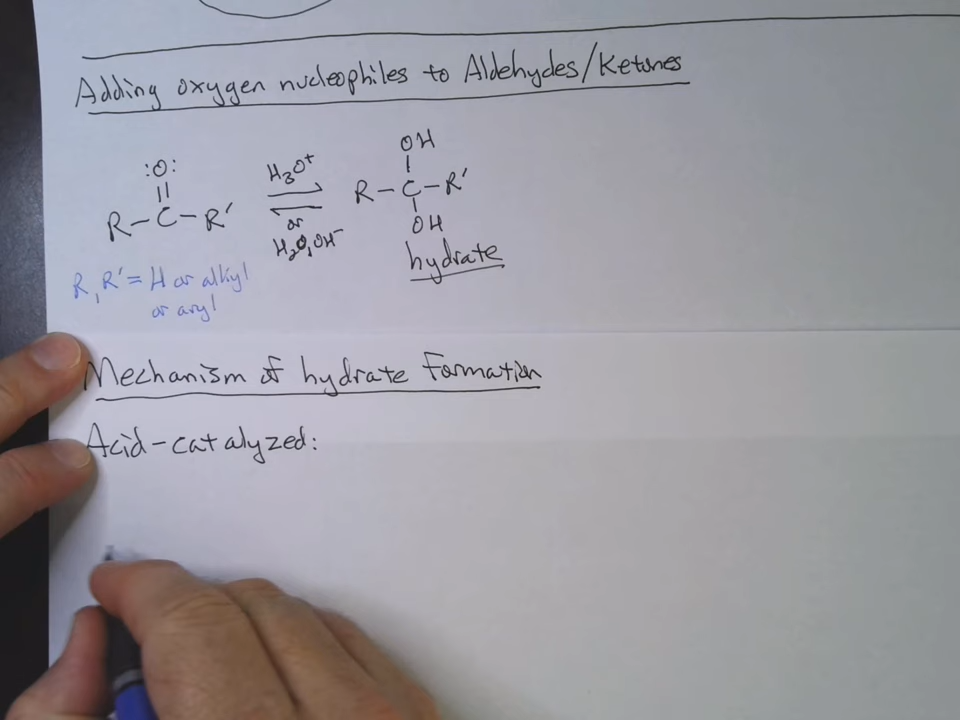 Adding oxygen nucleophiles to Aldehydes/Ketones
:O:
||
R-C-R'
H3O+
or
H2O, OH-
OH
|
R-C-R'
|
OH
hydrate
R, R' = H or alkyl
or aryl
Mechanism of hydrate Formation
Acid-catalyzed: